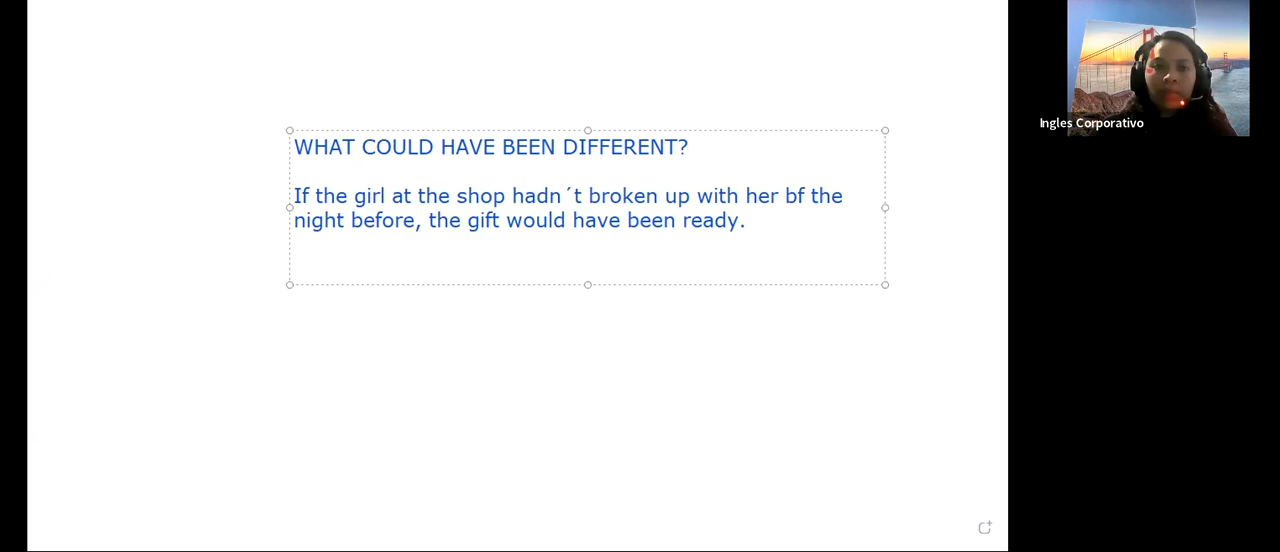 WHAT COULD HAVE BEEN DIFFERENT?
If the girl at the shop hadn´t broken up with her bf the
night before, the gift would have been ready.
Ingles Corporativo